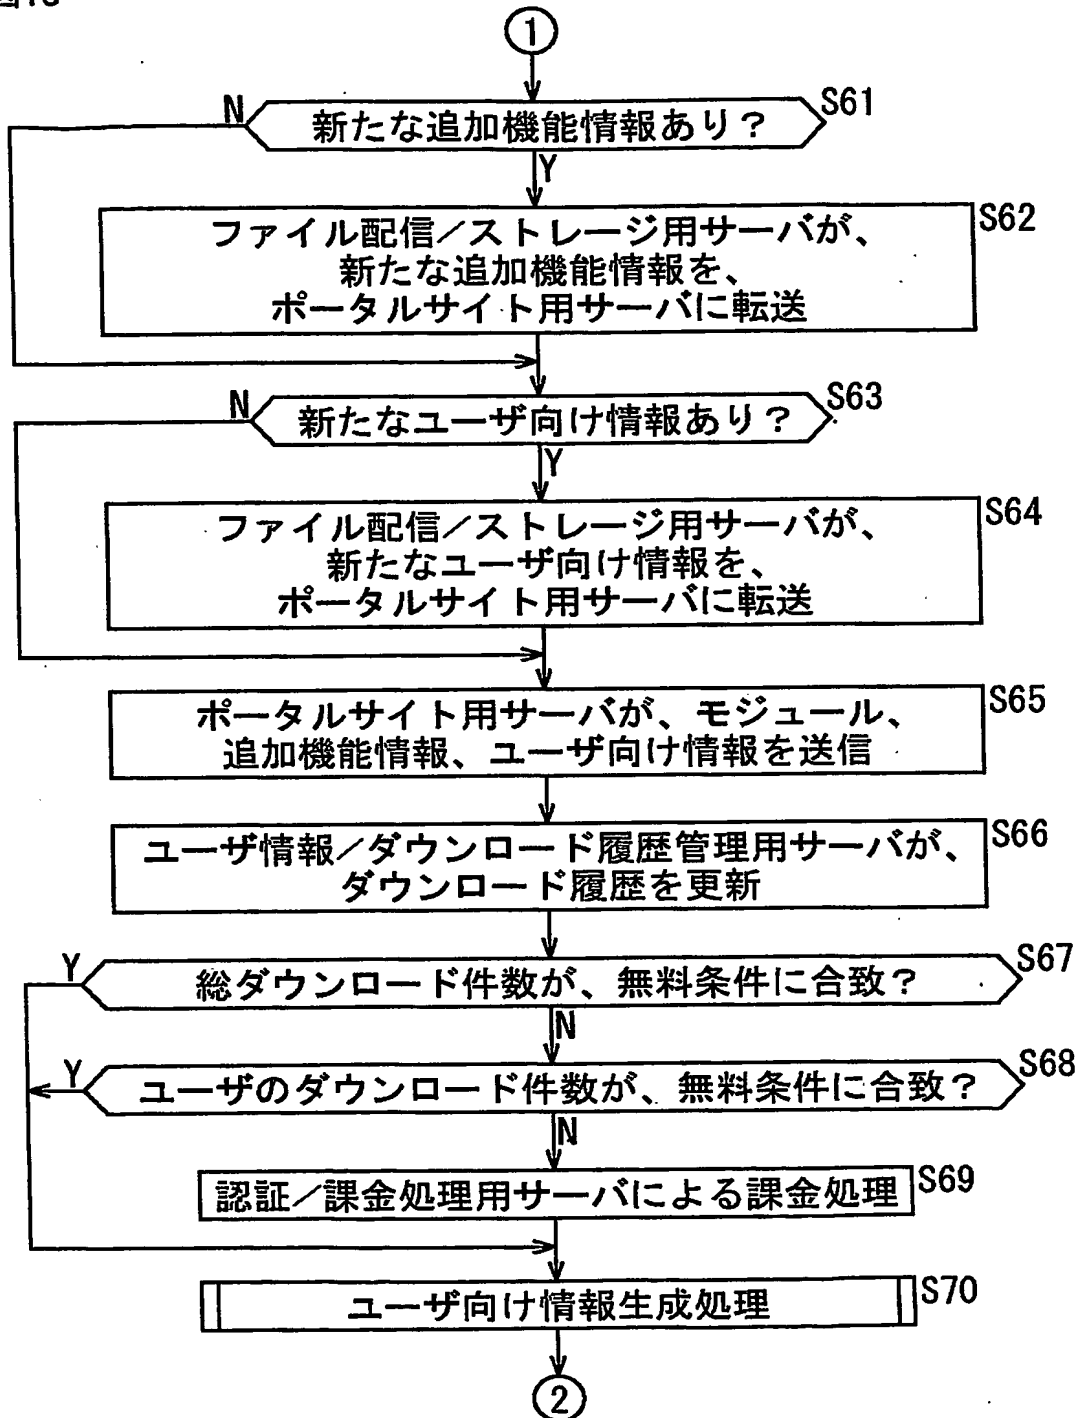 ①
S61
N
新たな追加機能情報あり？
Y
S62
ファイル配信／ストレージ用サーバが、
新たな追加機能情報を、
ポータルサイト用サーバに転送
S63
N
新たなユーザ向け情報あり？
Y
S64
ファイル配信／ストレージ用サーバが、
新たなユーザ向け情報を、
ポータルサイト用サーバに転送
S65
ポータルサイト用サーバが、モジュール、
追加機能情報、ユーザ向け情報を送信
S66
ユーザ情報／ダウンロード履歴管理用サーバが、
ダウンロード履歴を更新
S67
Y
総ダウンロード件数が、無料条件に合致？
N
S68
Y
ユーザのダウンロード件数が、無料条件に合致？
N
S69
認証／課金処理用サーバによる課金処理
S70
ユーザ向け情報生成処理
②